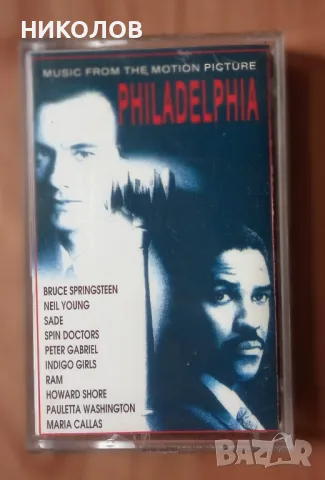 НИКОЛОВ
MUSIC FROM THE MOTION PICTURE
PHILADELPHIA
BRUCE SPRINGSTEEN
NEIL YOUNG
SADE
SPIN DOCTORS
PETER GABRIEL
INDIGO GIRLS
RAM
HOWARD SHORE
PAULETTA WASHINGTON
MARIA CALLAS
BAZAR